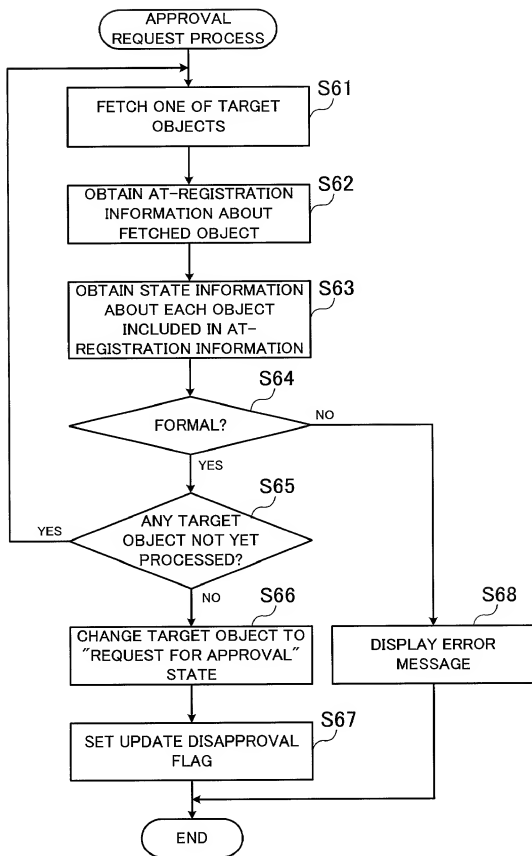 APPROVAL
REQUEST PROCESS
S61
FETCH ONE OF TARGET
OBJECTS
S62
OBTAIN AT-REGISTRATION
INFORMATION ABOUT
FETCHED OBJECT
S63
OBTAIN STATE INFORMATION
ABOUT EACH OBJECT
INCLUDED IN AT-
REGISTRATION INFORMATION
S64
FORMAL?
NO
YES
S65
ANY TARGET
OBJECT NOT YET
PROCESSED?
YES
NO
S66
CHANGE TARGET OBJECT TO
"REQUEST FOR APPROVAL"
STATE
S68
DISPLAY ERROR
MESSAGE
S67
SET UPDATE DISAPPROVAL
FLAG
END